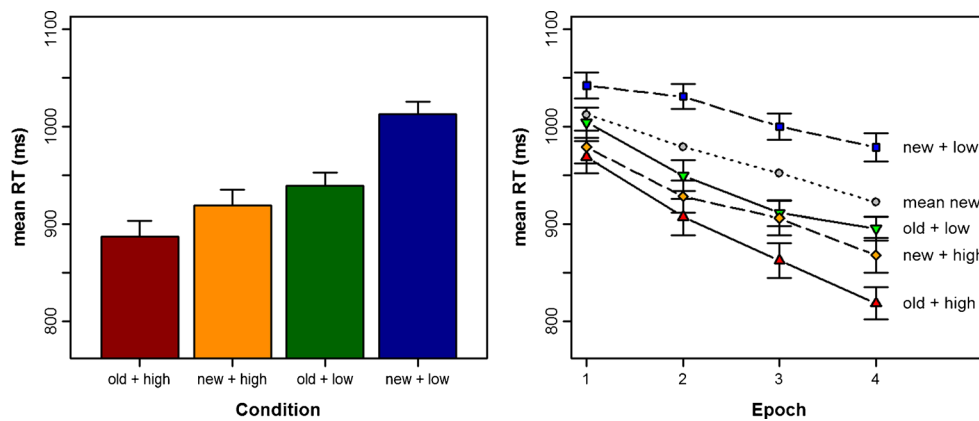 1100
1000
900
800
mean RT (ms)
old + high
new + high
old + low
new + low
Condition
1100
1000
900
800
mean RT (ms)
new + low
mean new
old + low
new + high
old + high
1
2
3
4
Epoch